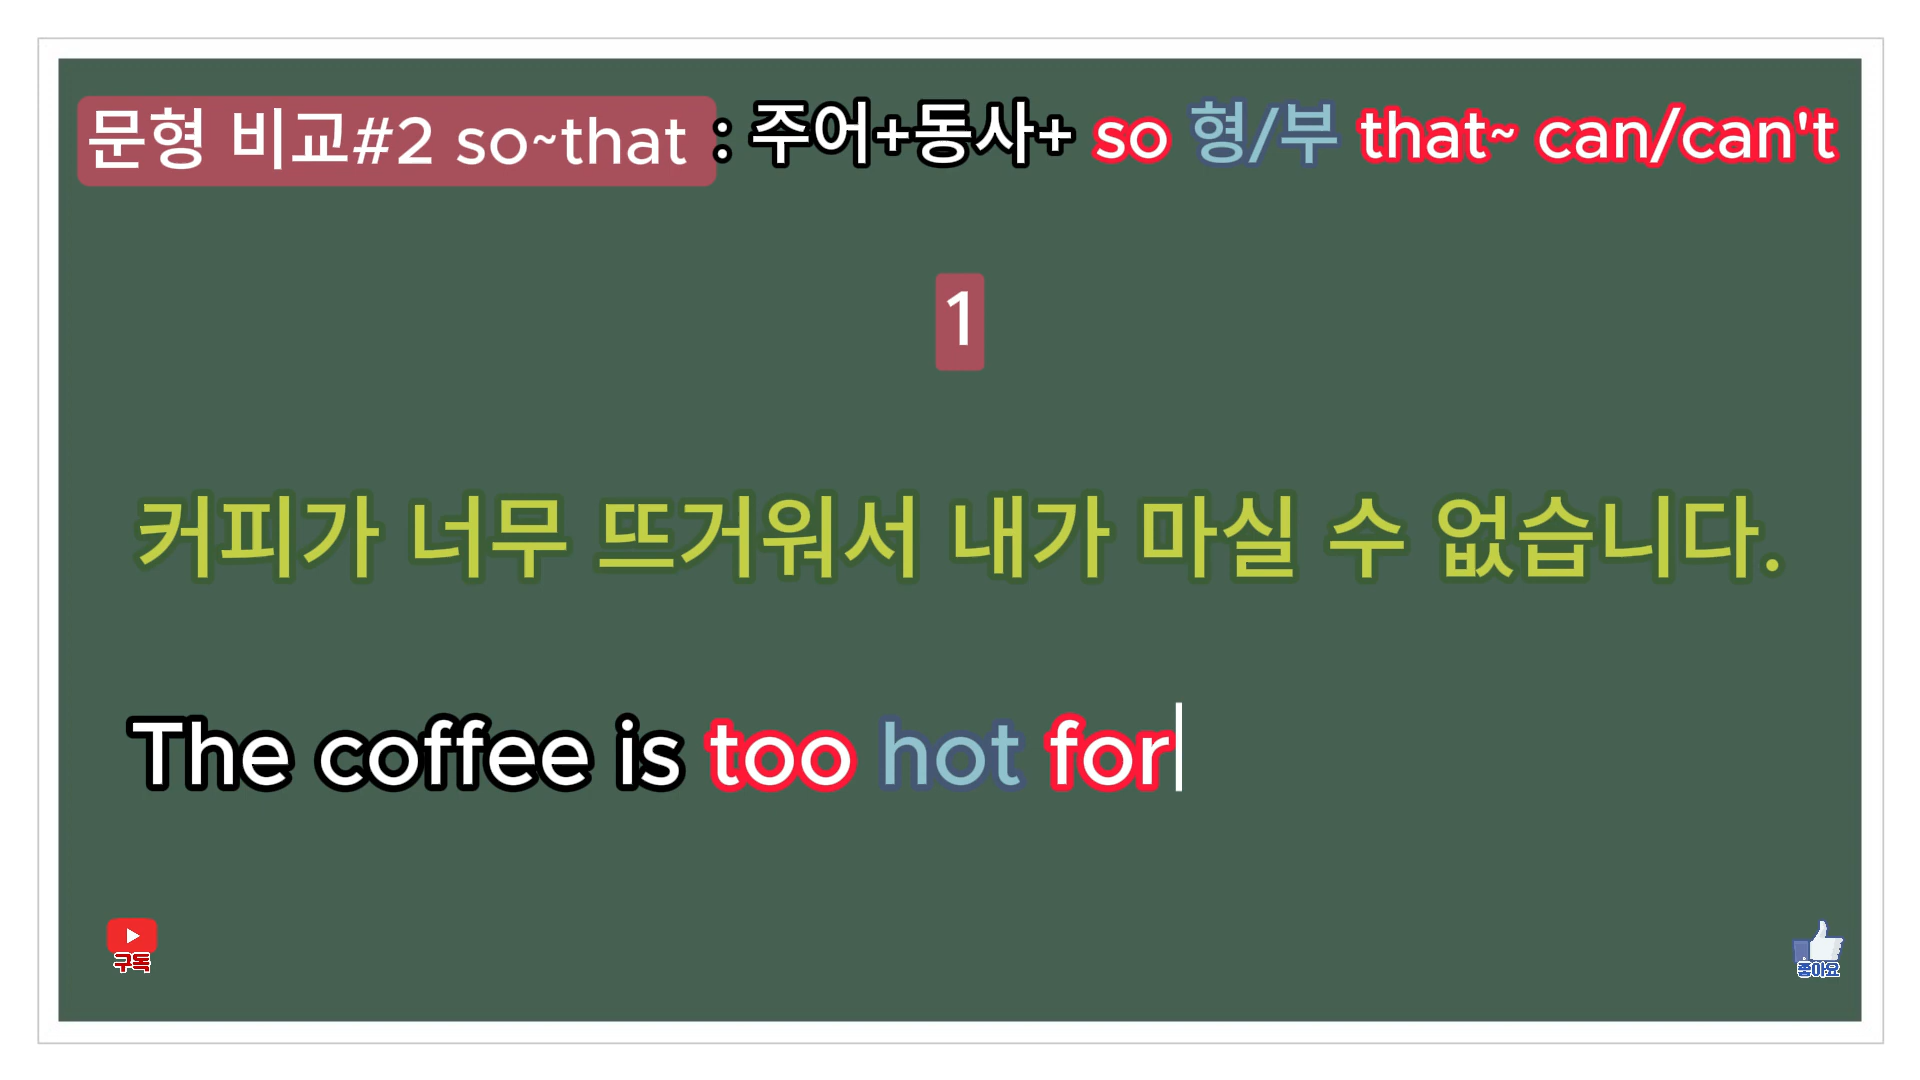 문형 비교#2 so~that : 주어+동사+ so 형/부 that~ can/can't
1
커피가 너무 뜨거워서 내가 마실 수 없습니다.
The coffee is too hot for
구독
좋아요